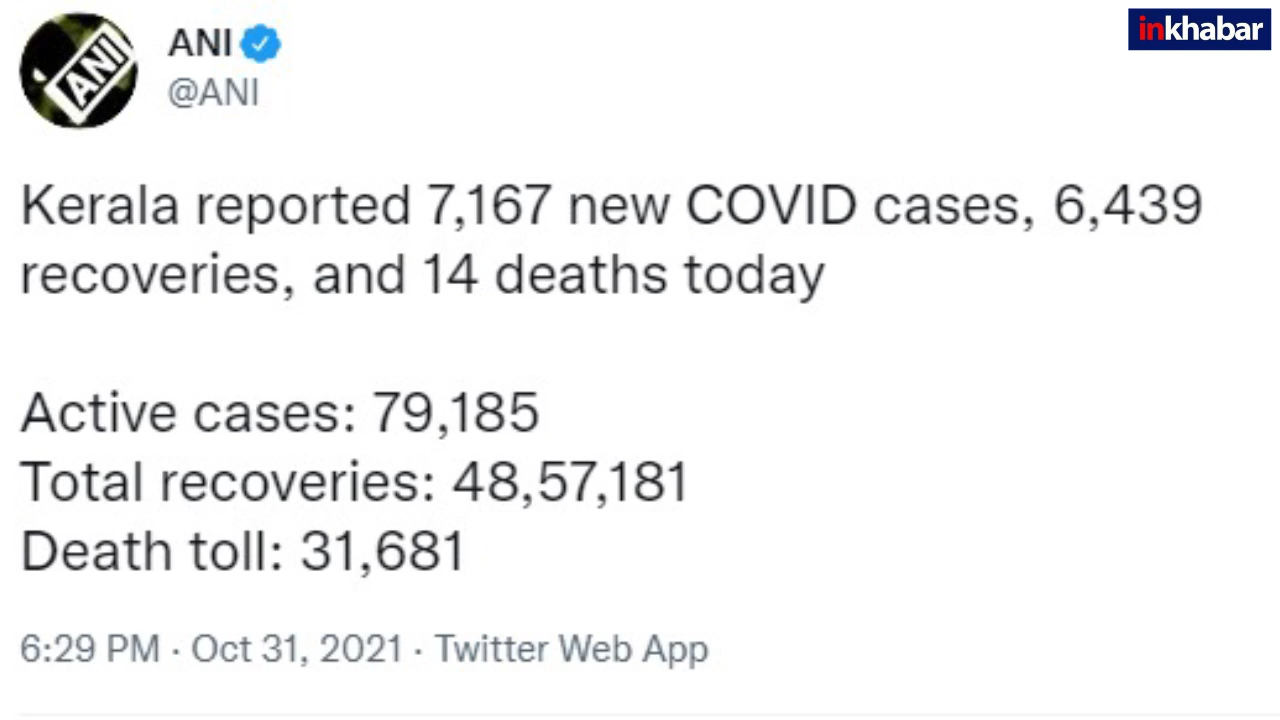 inkhabar
ANI
ANI
@ANI
Kerala reported 7,167 new COVID cases, 6,439
recoveries, and 14 deaths today
Active cases: 79,185
Total recoveries: 48,57,181
Death toll: 31,681
6:29 PM · Oct 31, 2021 · Twitter Web App